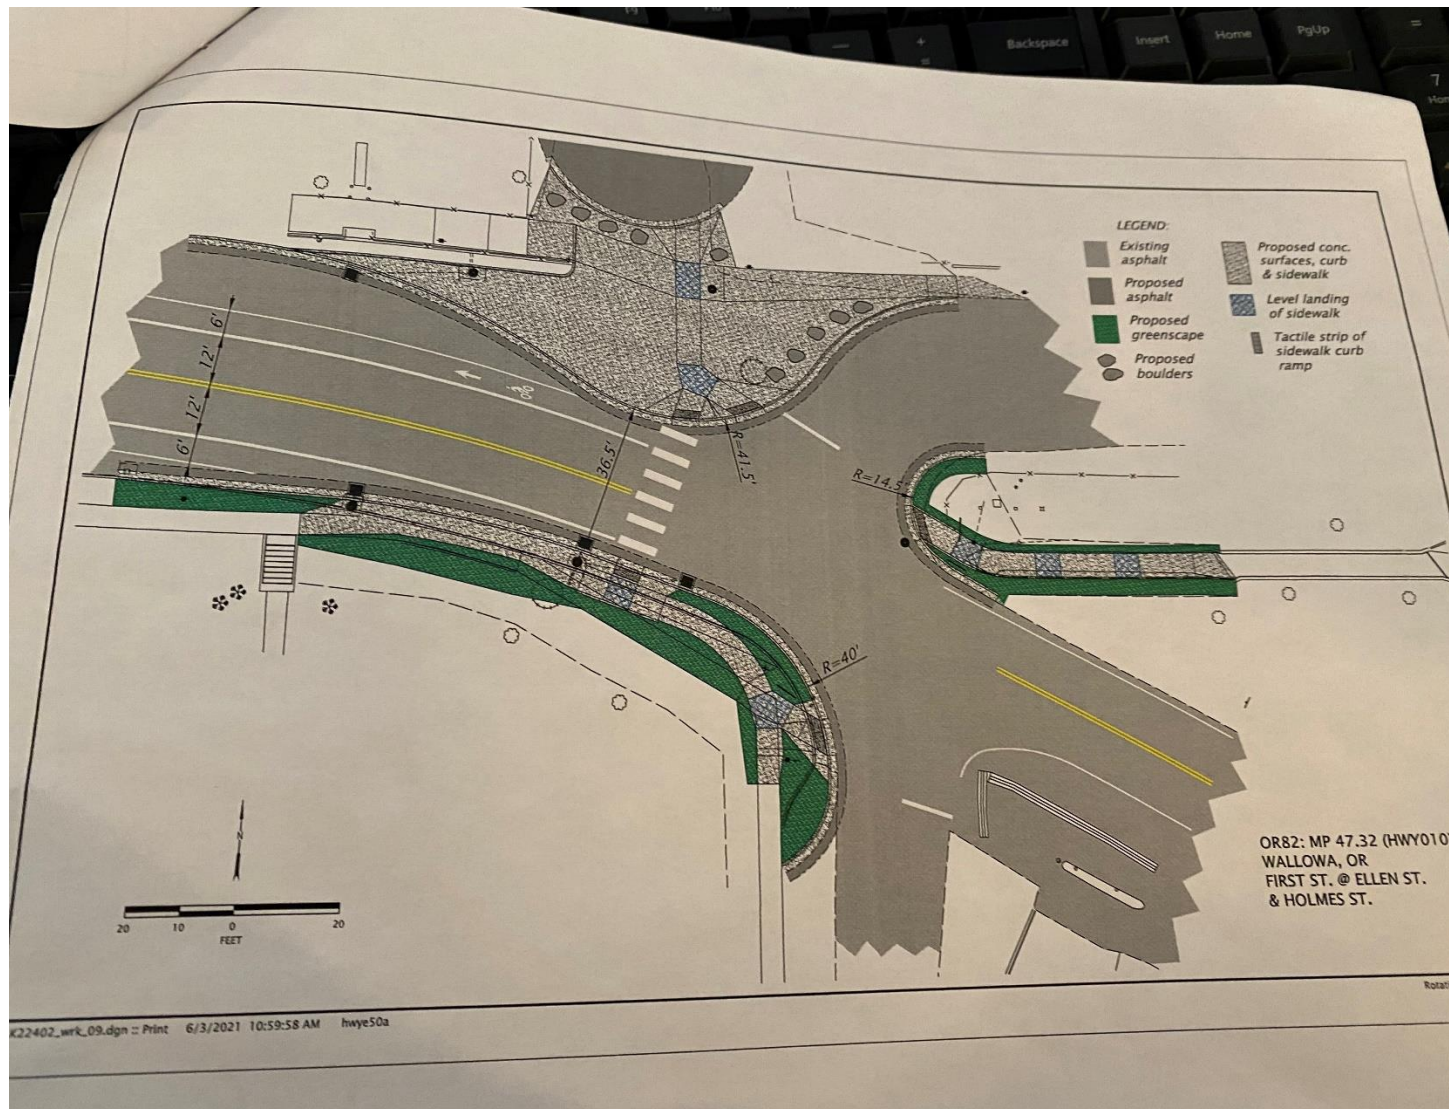 Backspace
Insert
Home
PgUp
+
=
=
7
LEGEND:
Existing
asphalt
Proposed
asphalt
Proposed
greenscape
Proposed
boulders
Proposed conc.
surfaces, curb
& sidewalk
Level landing
of sidewalk
Tactile strip of
sidewalk curb
ramp
6'
12'
12'
6'
36.5'
R=41.5'
R=14.5'
R=40'
N
20 10 0 20
FEET
OR82: MP 47.32 (HWY010
WALLOWA, OR
FIRST ST. @ ELLEN ST.
& HOLMES ST.
K22402_wrk_09.dgn :: Print 6/3/2021 10:59:58 AM hwye50a